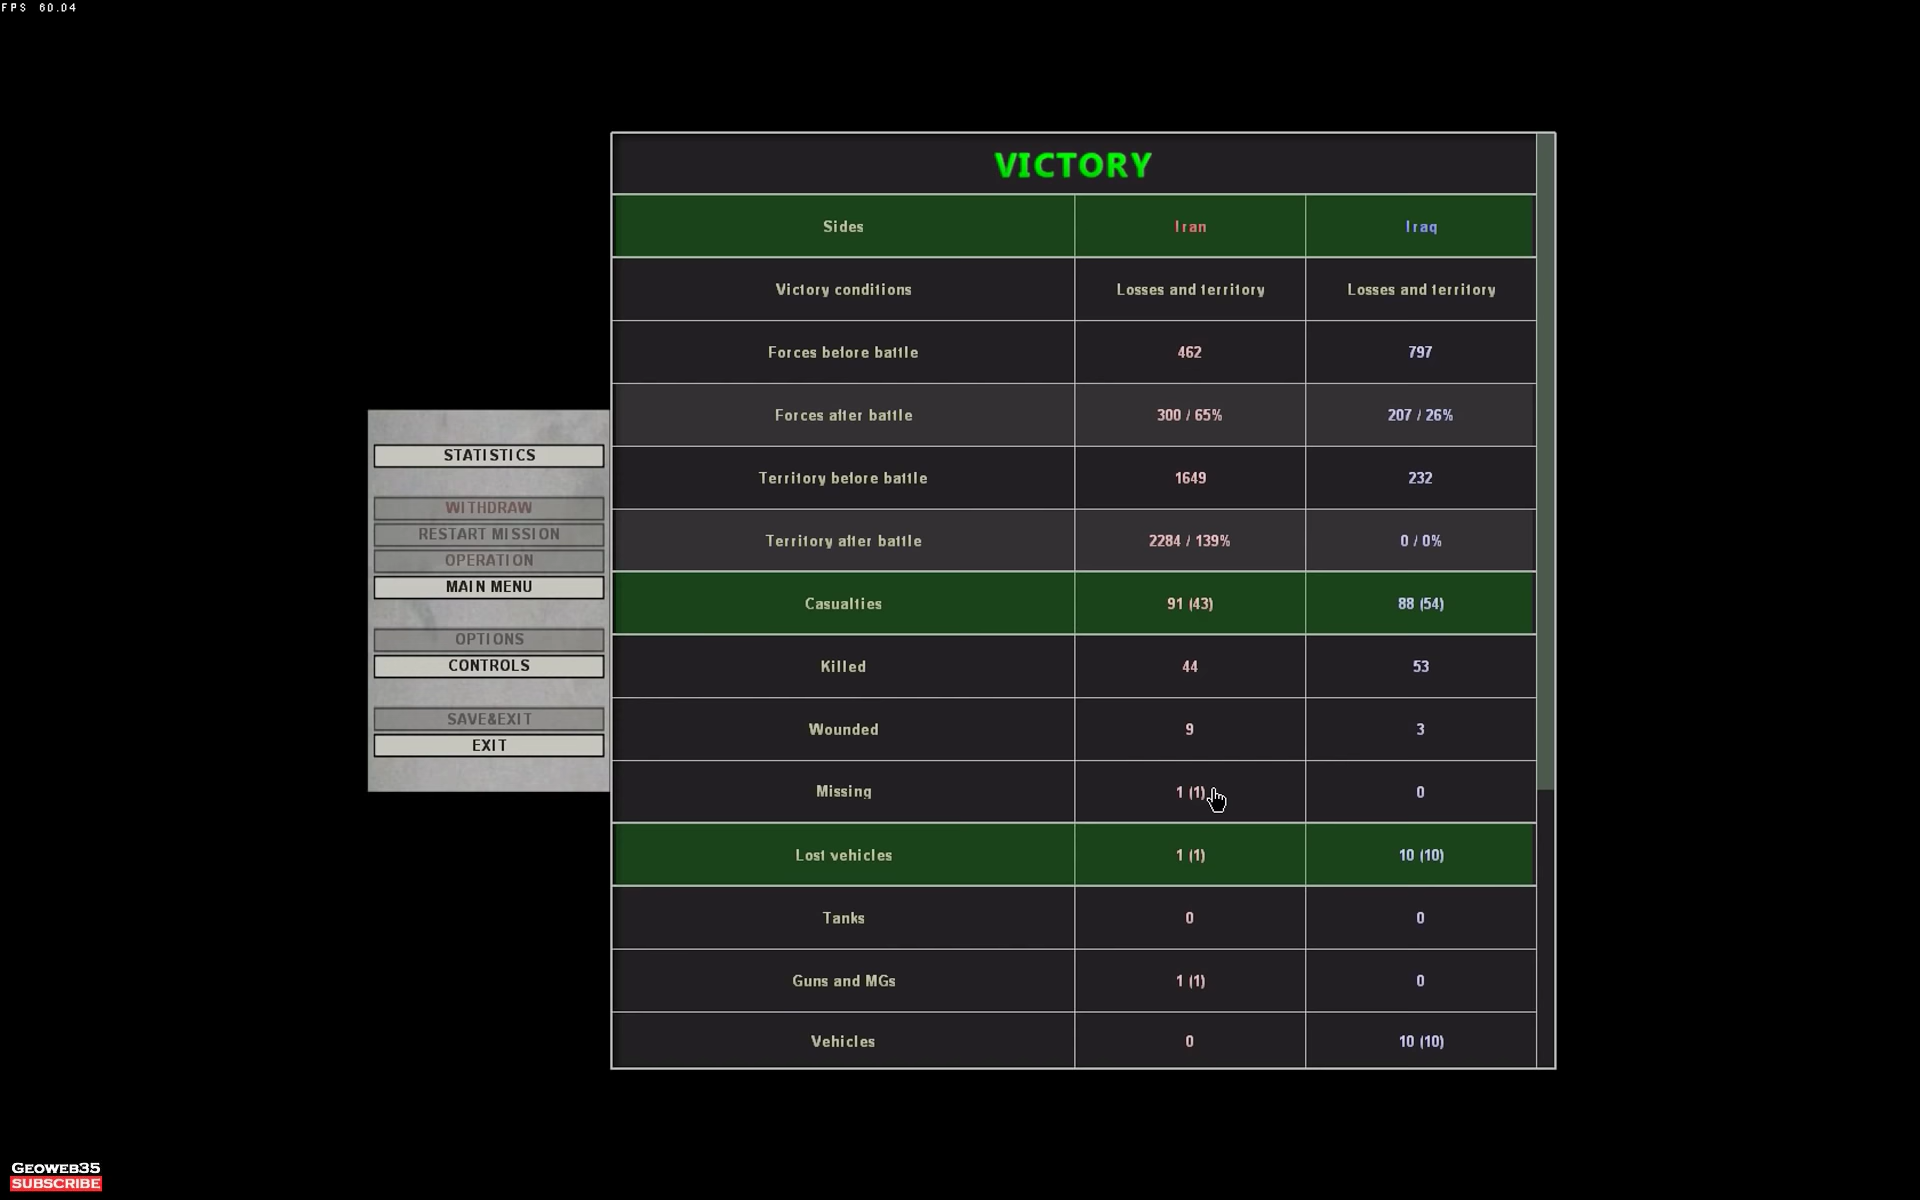 FPS 60.04
VICTORY
Sides Iran Iraq
Victory conditions Losses and territory Losses and territory
Forces before battle 462 797
Forces after battle 300 / 65% 207 / 26%
Territory before battle 1649 232
Territory after battle 2284 / 139% 0 / 0%
Casualties 91 (43) 88 (54)
Killed 44 53
Wounded 9 3
Missing 1 (1) 0
Lost vehicles 1 (1) 10 (10)
Tanks 0 0
Guns and MGs 1 (1) 0
Vehicles 0 10 (10)
STATISTICS
WITHDRAW
RESTART MISSION
OPERATION
MAIN MENU
OPTIONS
CONTROLS
SAVE&EXIT
EXIT
GEOWEB35
SUBSCRIBE